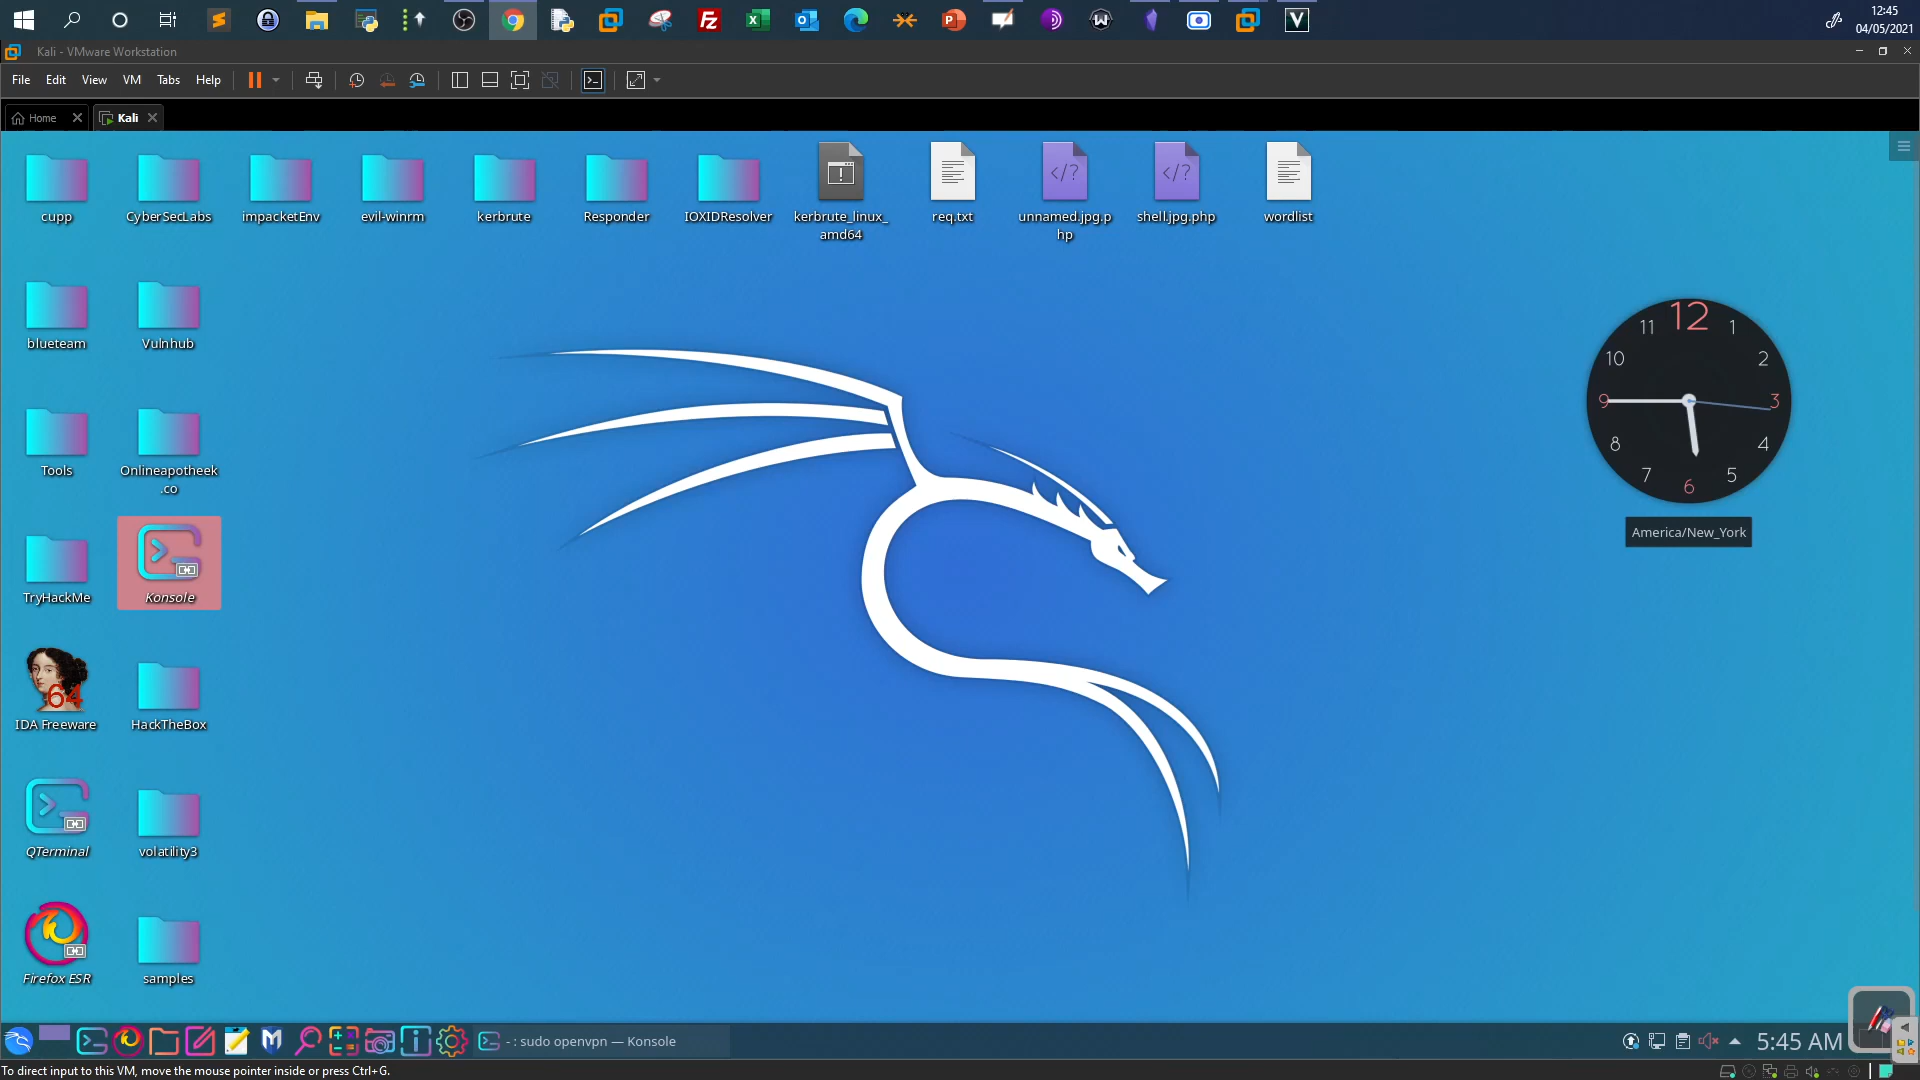 12:45
04/05/2021
Kali - VMware Workstation
File Edit View VM Tabs Help
Home
Kali
cupp
CyberSecLabs
impacketEnv
evil-winrm
kerbrute
Responder
IOXIDResolver
kerbrute_linux_
amd64
req.txt
unnamed.jpg.p
hp
shell.jpg.php
wordlist
blueteam
Vulnhub
12
11
1
10
2
9
3
8
4
7
5
6
America/New_York
Tools
Onlineapotheek
.co
TryHackMe
Konsole
64
IDA Freeware
HackTheBox
QTerminal
volatility3
Firefox ESR
samples
- : sudo openvpn — Konsole
5:45 AM
To direct input to this VM, move the mouse pointer inside or press Ctrl+G.